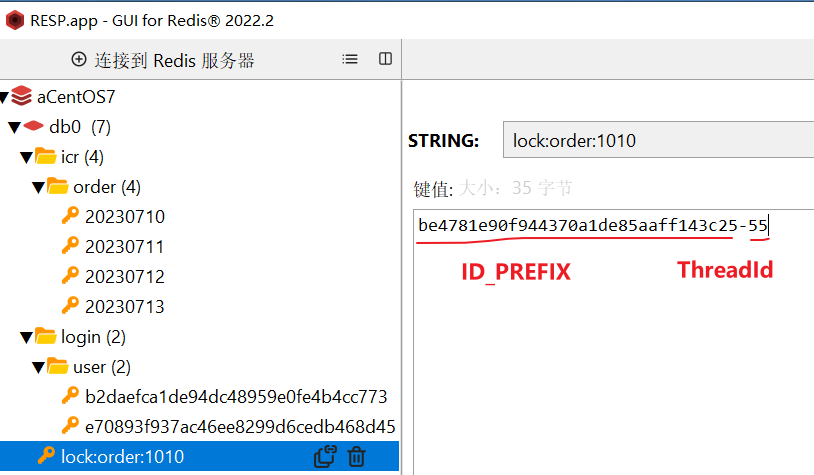 RESP.app - GUI for Redis® 2022.2
连接到 Redis 服务器
aCentOS7
db0 (7)
icr (4)
order (4)
20230710
20230711
20230712
20230713
login (2)
user (2)
b2daefca1de94dc48959e0fe4b4cc773
e70893f937ac46ee8299d6cedb468d45
lock:order:1010
STRING:
lock:order:1010
键值: 大小: 35 字节
be4781e90f944370a1de85aaff143c25-55
ID_PREFIX
ThreadId